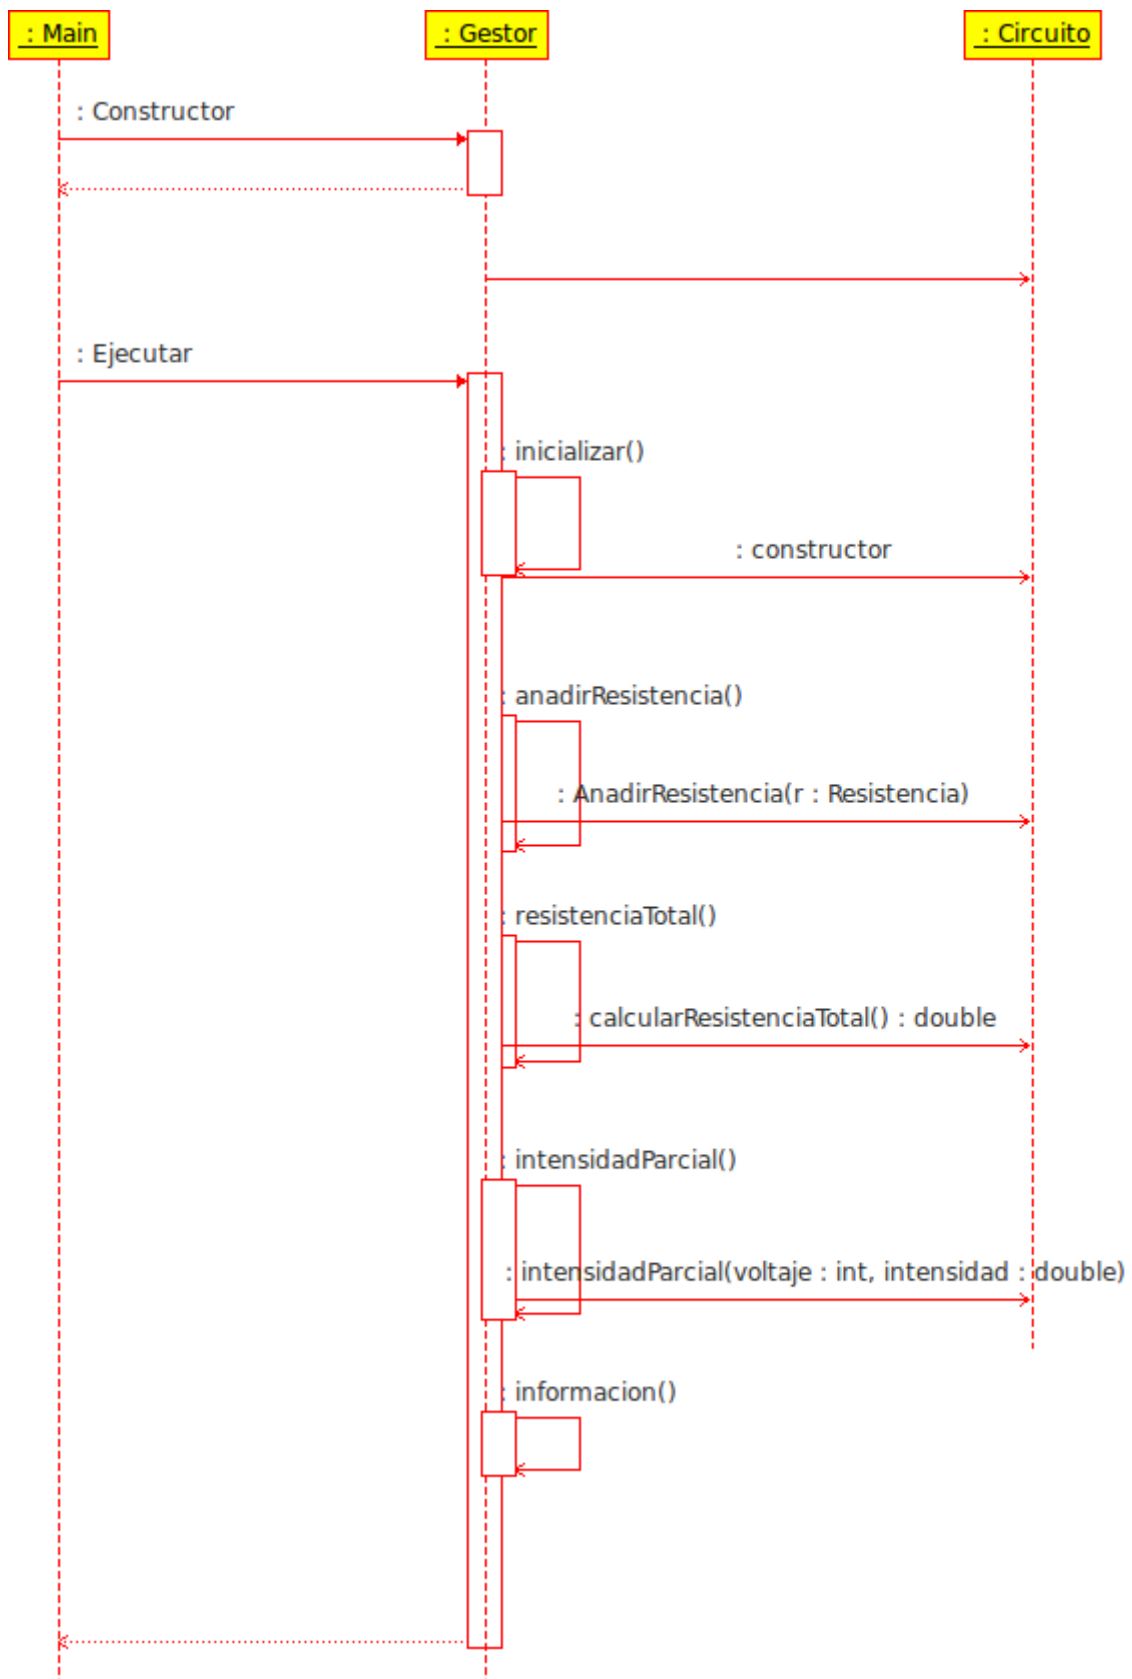 : Main
: Gestor
: Circuito
: Constructor
: Ejecutar
: inicializar()
: constructor
: anadirResistencia()
: AnadirResistencia(r : Resistencia)
: resistenciaTotal()
: calcularResistenciaTotal() : double
: intensidadParcial()
: intensidadParcial(voltaje : int, intensidad : double)
: informacion()